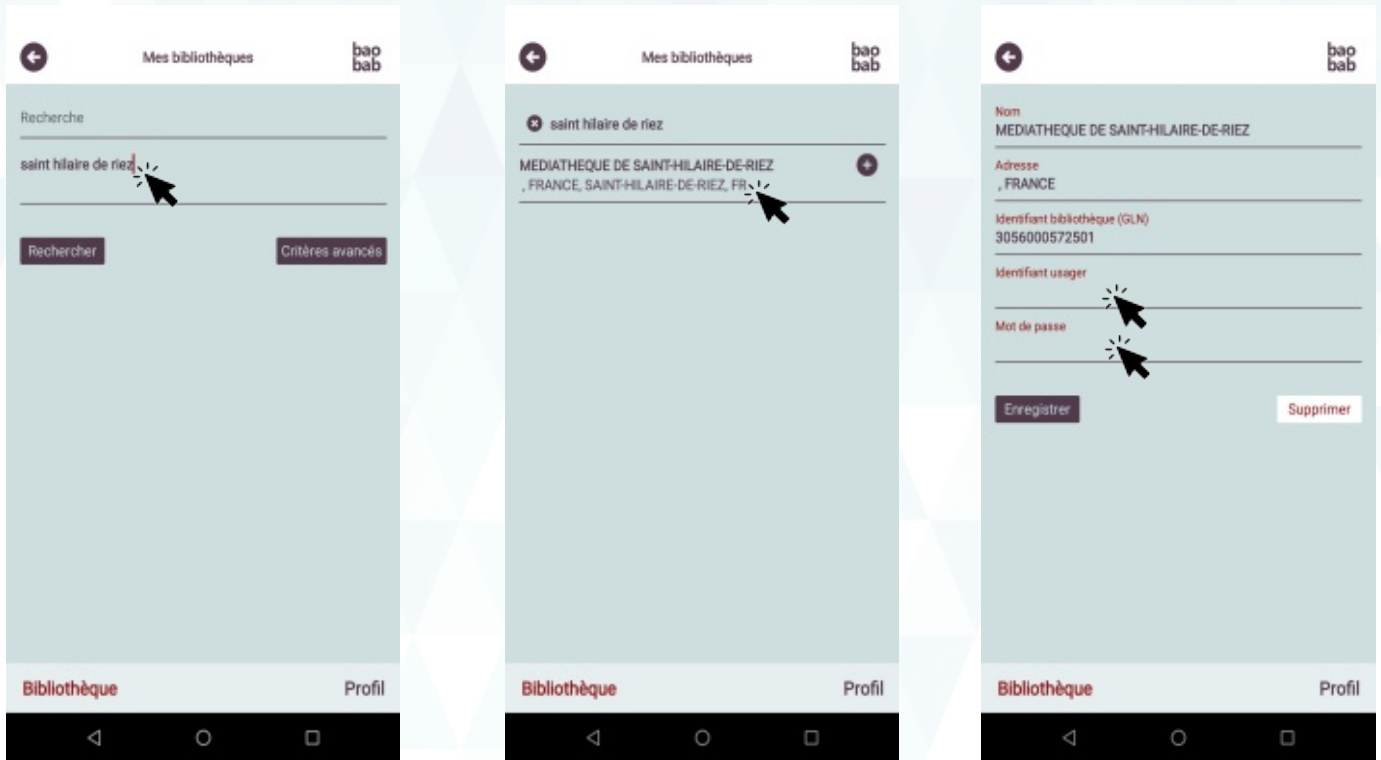 Mes bibliothèques
bao
bab
Recherche
saint hilaire de riez
Rechercher
Critères avancés
Bibliothèque
Profil
Mes bibliothèques
bao
bab
saint hilaire de riez
MEDIATHEQUE DE SAINT-HILAIRE-DE-RIEZ
, FRANCE, SAINT-HILAIRE-DE-RIEZ, FR
Bibliothèque
Profil
bao
bab
Nom
MEDIATHEQUE DE SAINT-HILAIRE-DE-RIEZ
Adresse
, FRANCE
Identifiant bibliothèque (GLN)
3056000572501
Identifiant usager
Mot de passe
Enregistrer
Supprimer
Bibliothèque
Profil